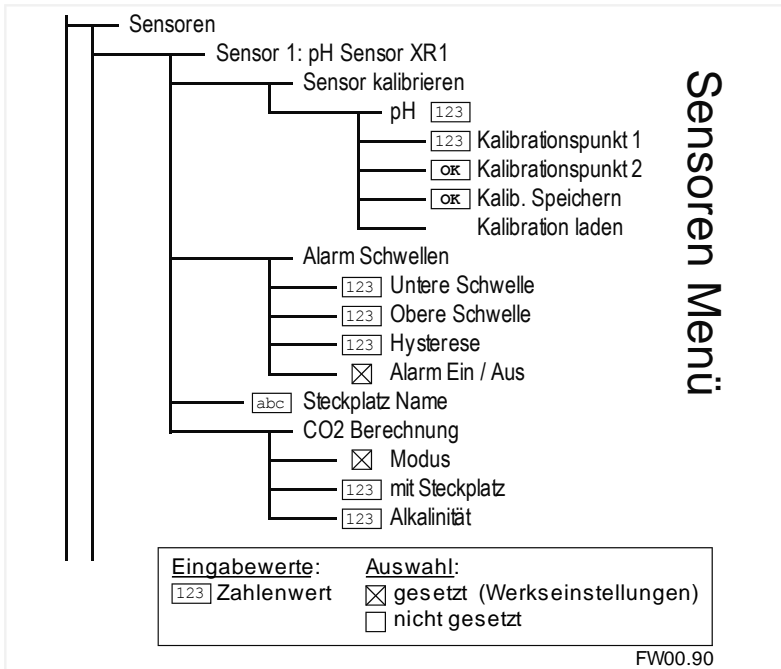 Sensoren
Sensor 1: pH Sensor XR1
Sensor kalibrieren
pH 123
123 Kalibrationspunkt 1
OK Kalibrationspunkt 2
OK Kalib. Speichern
Kalibration laden
Alarm Schwellen
123 Untere Schwelle
123 Obere Schwelle
123 Hysterese
Alarm Ein / Aus
abc Steckplatz Name
CO2 Berechnung
Modus
123 mit Steckplatz
123 Alkalinität
Sensoren Menü
Eingabewerte:
123 Zahlenwert
Auswahl:
gesetzt (Werkseinstellungen)
nicht gesetzt
FW00.90